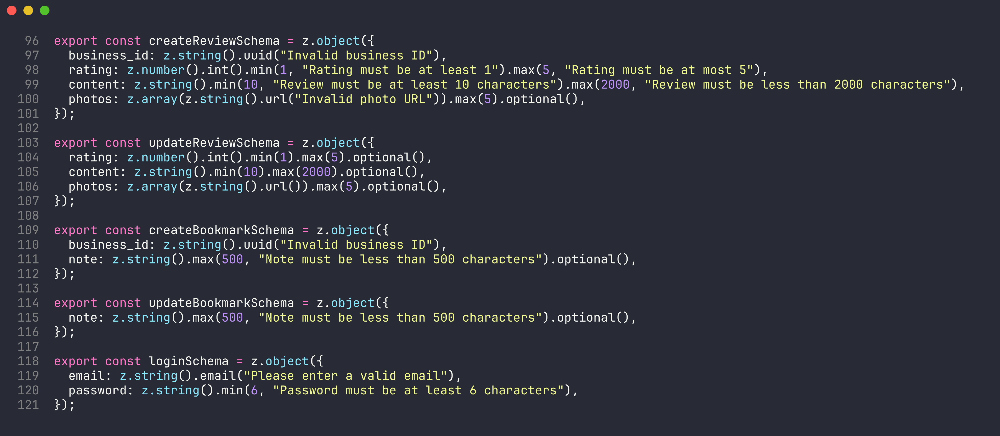 96 export const createReviewSchema = z.object({
97   business_id: z.string().uuid("Invalid business ID"),
98   rating: z.number().int().min(1, "Rating must be at least 1").max(5, "Rating must be at most 5"),
99   content: z.string().min(10, "Review must be at least 10 characters").max(2000, "Review must be less than 2000 characters"),
100   photos: z.array(z.string().url("Invalid photo URL")).max(5).optional(),
101 });
102
103 export const updateReviewSchema = z.object({
104   rating: z.number().int().min(1).max(5).optional(),
105   content: z.string().min(10).max(2000).optional(),
106   photos: z.array(z.string().url()).max(5).optional(),
107 });
108
109 export const createBookmarkSchema = z.object({
110   business_id: z.string().uuid("Invalid business ID"),
111   note: z.string().max(500, "Note must be less than 500 characters").optional(),
112 });
113
114 export const updateBookmarkSchema = z.object({
115   note: z.string().max(500, "Note must be less than 500 characters").optional(),
116 });
117
118 export const loginSchema = z.object({
119   email: z.string().email("Please enter a valid email"),
120   password: z.string().min(6, "Password must be at least 6 characters"),
121 });